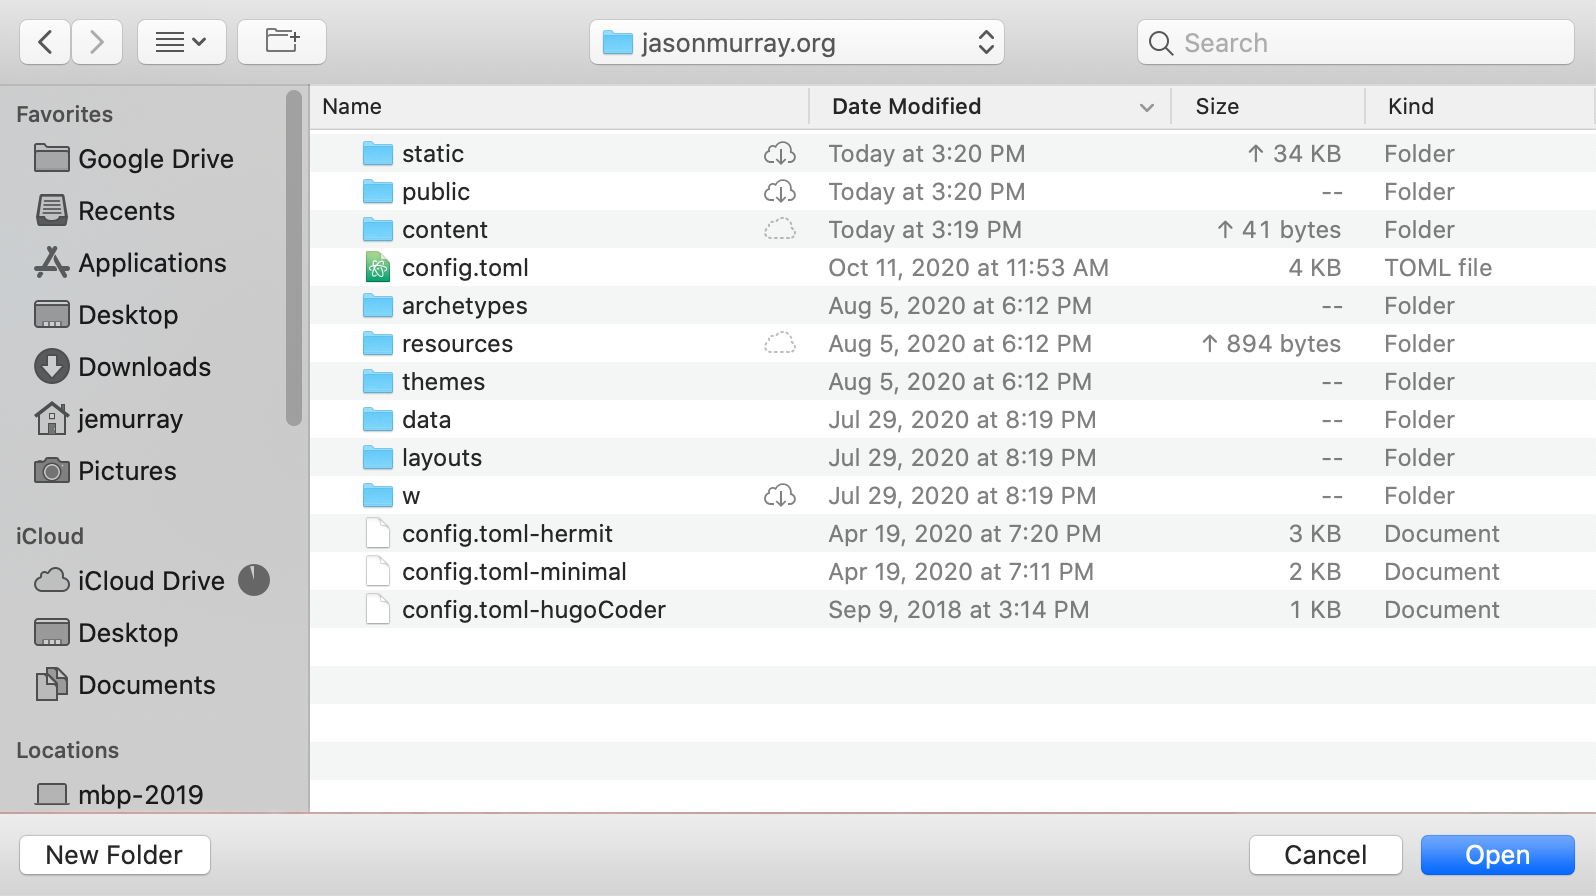 jasonmurray.org
Search
Favorites
Google Drive
Recents
Applications
Desktop
Downloads
jemurray
Pictures
iCloud
iCloud Drive
Desktop
Documents
Locations
mbp-2019
Name Date Modified Size Kind
static Today at 3:20 PM ↑ 34 KB Folder
public Today at 3:20 PM -- Folder
content Today at 3:19 PM ↑ 41 bytes Folder
config.toml Oct 11, 2020 at 11:53 AM 4 KB TOML file
archetypes Aug 5, 2020 at 6:12 PM -- Folder
resources Aug 5, 2020 at 6:12 PM ↑ 894 bytes Folder
themes Aug 5, 2020 at 6:12 PM -- Folder
data Jul 29, 2020 at 8:19 PM -- Folder
layouts Jul 29, 2020 at 8:19 PM -- Folder
w Jul 29, 2020 at 8:19 PM -- Folder
config.toml-hermit Apr 19, 2020 at 7:20 PM 3 KB Document
config.toml-minimal Apr 19, 2020 at 7:11 PM 2 KB Document
config.toml-hugoCoder Sep 9, 2018 at 3:14 PM 1 KB Document
New Folder
Cancel
Open